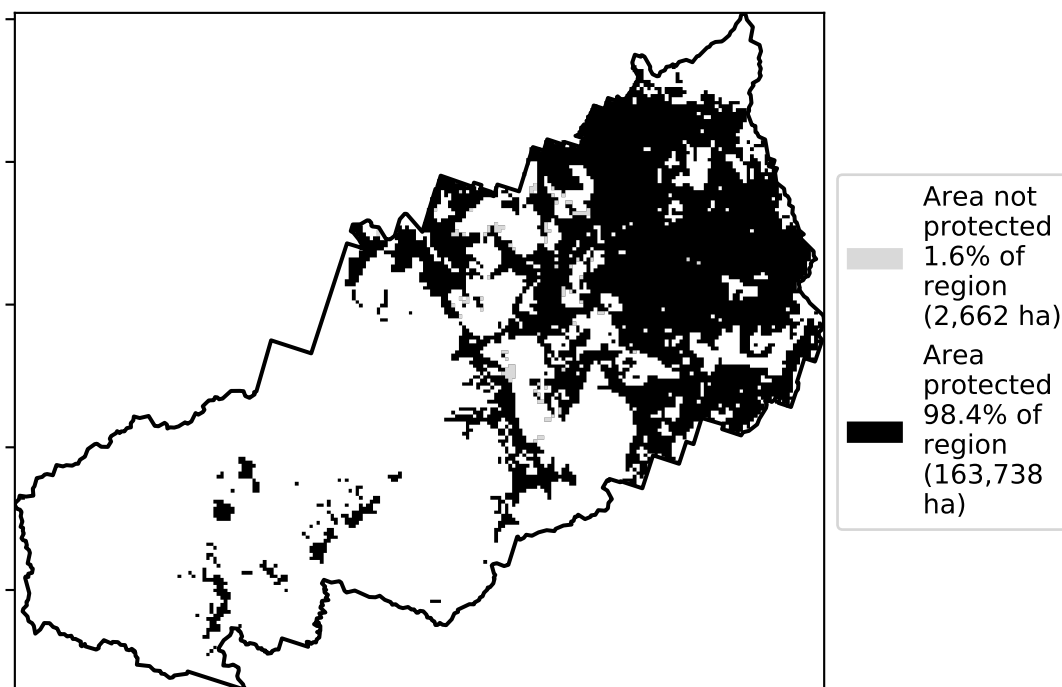 Area not
protected
1.6% of
region
(2,662 ha)
Area
protected
98.4% of
region
(163,738
ha)